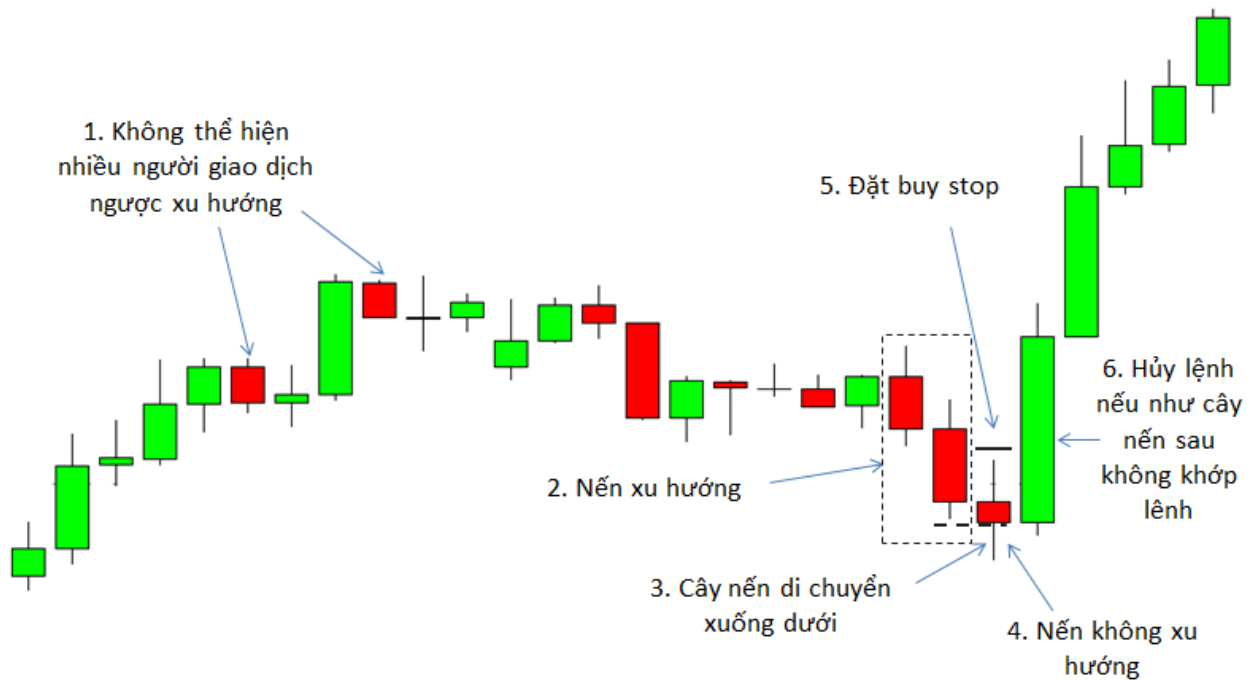 1. Không thể hiện
nhiều người giao dịch
ngược xu hướng
2. Nến xu hướng
3. Cây nến di chuyển
xuống dưới
4. Nến không xu
hướng
5. Đặt buy stop
6. Hủy lệnh
nếu như cây
nến sau
không khớp
lênh